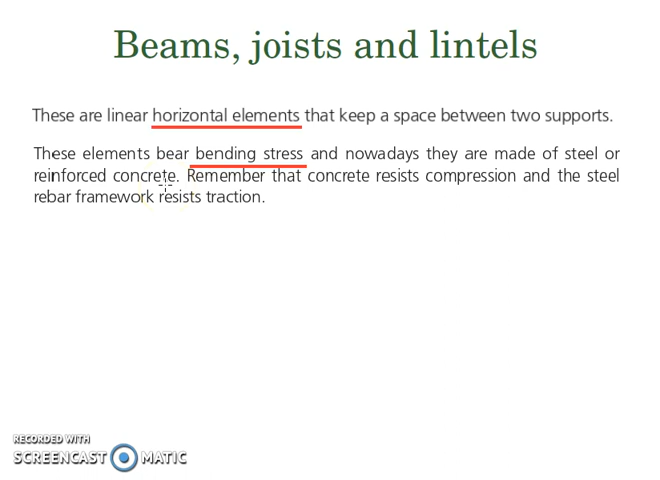 Beams, joists and lintels
These are linear horizontal elements that keep a space between two supports.
These elements bear bending stress and nowadays they are made of steel or
reinforced concrete. Remember that concrete resists compression and the steel
rebar framework resists traction.
RECORDED WITH
SCREENCAST MATIC